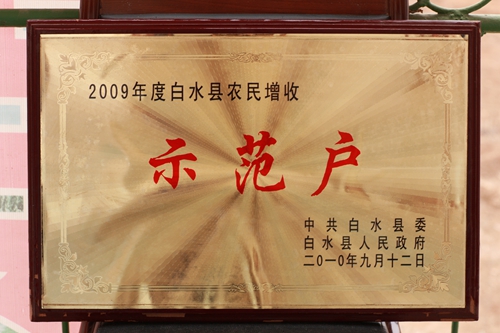 2009年度白水县农民增收
示范户
中共白水县委
白水县人民政府
二〇一〇年九月十二日